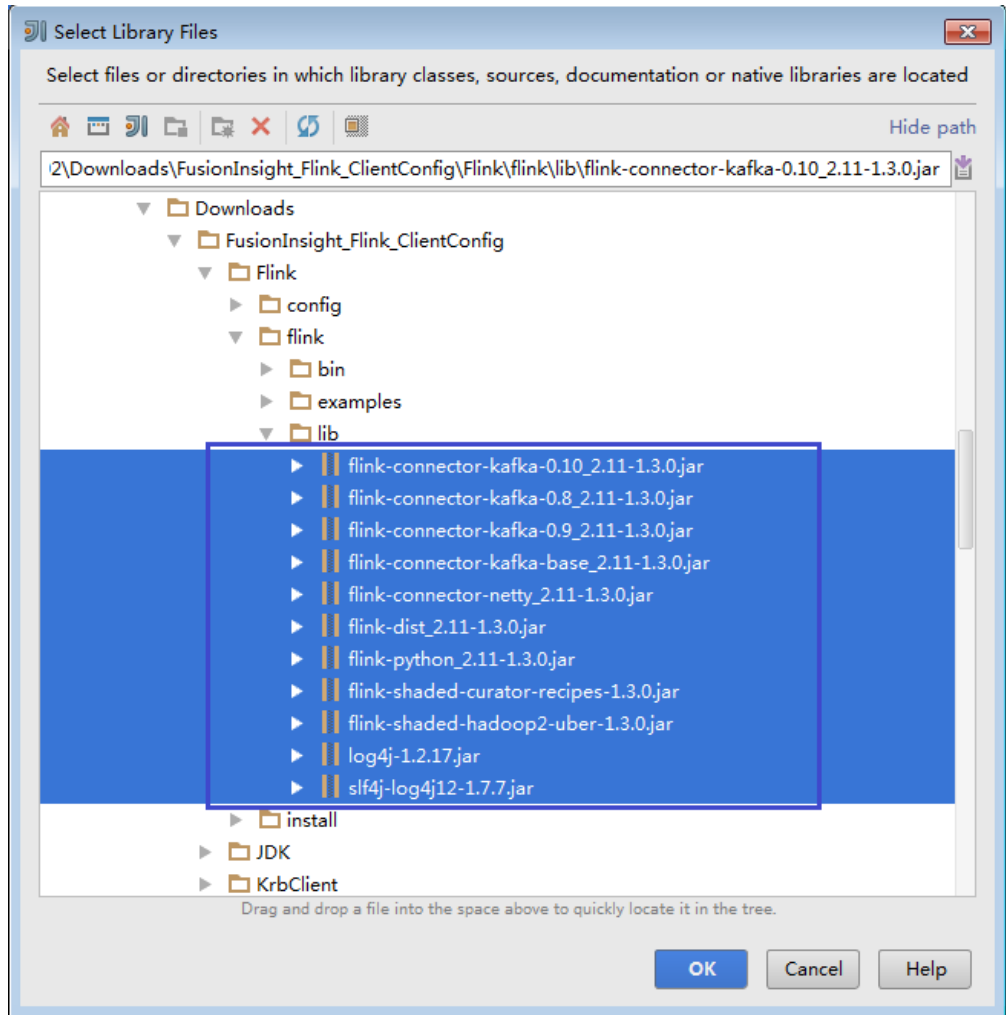 Select Library Files
Select files or directories in which library classes, sources, documentation or native libraries are located
Hide path
2\Downloads\FusionInsight_Flink_ClientConfig\Flink\flink\lib\flink-connector-kafka-0.10_2.11-1.3.0.jar
Downloads
FusionInsight_Flink_ClientConfig
Flink
config
flink
bin
examples
lib
flink-connector-kafka-0.10_2.11-1.3.0.jar
flink-connector-kafka-0.8_2.11-1.3.0.jar
flink-connector-kafka-0.9_2.11-1.3.0.jar
flink-connector-kafka-base_2.11-1.3.0.jar
flink-connector-netty_2.11-1.3.0.jar
flink-dist_2.11-1.3.0.jar
flink-python_2.11-1.3.0.jar
flink-shaded-curator-recipes-1.3.0.jar
flink-shaded-hadoop2-uber-1.3.0.jar
log4j-1.2.17.jar
slf4j-log4j12-1.7.7.jar
install
JDK
KrbClient
Drag and drop a file into the space above to quickly locate it in the tree.
OK Cancel Help